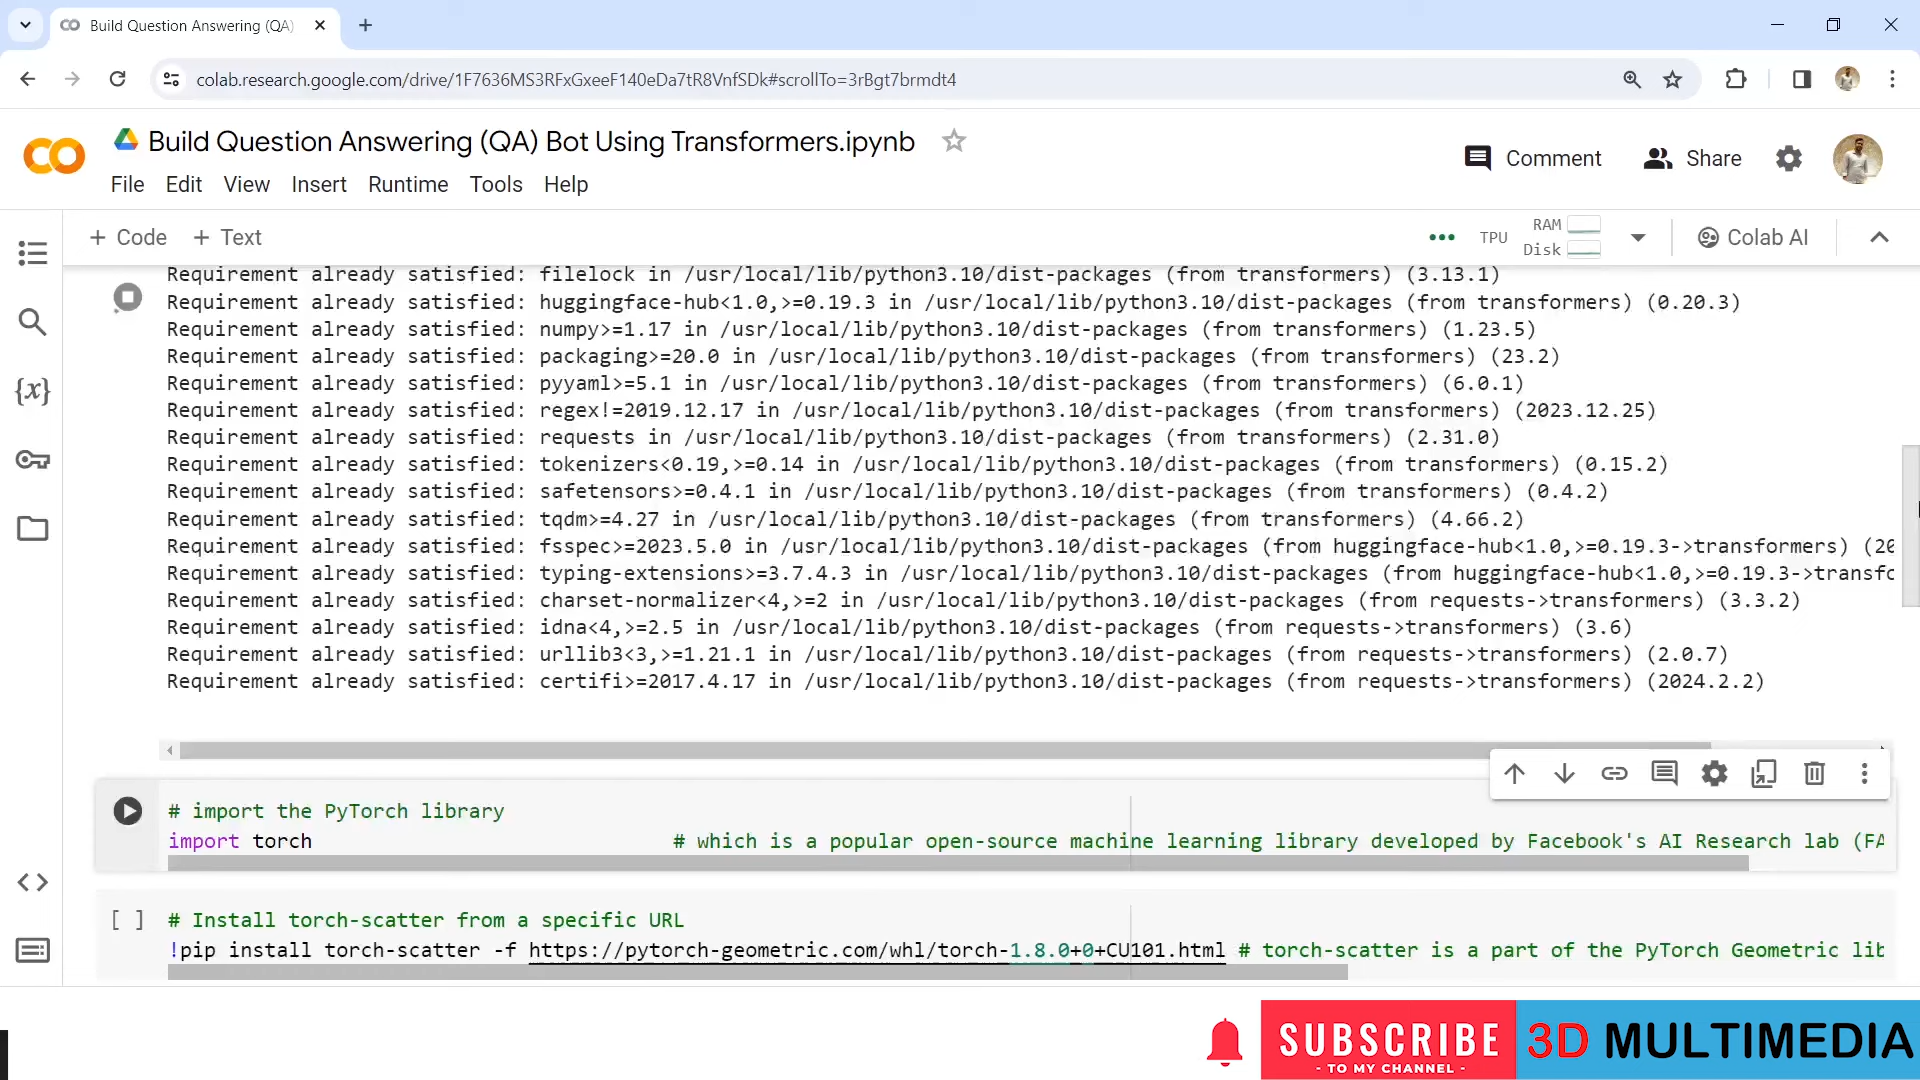 Build Question Answering (QA)
colab.research.google.com/drive/1F7636MS3RFxGxeeF140eDa7tR8VnfSDk#scrollTo=3rBgt7brmdt4
Build Question Answering (QA) Bot Using Transformers.ipynb
Comment
Share
File Edit View Insert Runtime Tools Help
+ Code + Text
TPU
RAM
Disk
Colab AI
Requirement already satisfied: filelock in /usr/local/lib/python3.10/dist-packages (from transformers) (3.13.1)
Requirement already satisfied: huggingface-hub<1.0,>=0.19.3 in /usr/local/lib/python3.10/dist-packages (from transformers) (0.20.3)
Requirement already satisfied: numpy>=1.17 in /usr/local/lib/python3.10/dist-packages (from transformers) (1.23.5)
Requirement already satisfied: packaging>=20.0 in /usr/local/lib/python3.10/dist-packages (from transformers) (23.2)
Requirement already satisfied: pyyaml>=5.1 in /usr/local/lib/python3.10/dist-packages (from transformers) (6.0.1)
Requirement already satisfied: regex!=2019.12.17 in /usr/local/lib/python3.10/dist-packages (from transformers) (2023.12.25)
Requirement already satisfied: requests in /usr/local/lib/python3.10/dist-packages (from transformers) (2.31.0)
Requirement already satisfied: tokenizers<0.19,>=0.14 in /usr/local/lib/python3.10/dist-packages (from transformers) (0.15.2)
Requirement already satisfied: safetensors>=0.4.1 in /usr/local/lib/python3.10/dist-packages (from transformers) (0.4.2)
Requirement already satisfied: tqdm>=4.27 in /usr/local/lib/python3.10/dist-packages (from transformers) (4.66.2)
Requirement already satisfied: fsspec>=2023.5.0 in /usr/local/lib/python3.10/dist-packages (from huggingface-hub<1.0,>=0.19.3->transformers) (20
Requirement already satisfied: typing-extensions>=3.7.4.3 in /usr/local/lib/python3.10/dist-packages (from huggingface-hub<1.0,>=0.19.3->transfo
Requirement already satisfied: charset-normalizer<4,>=2 in /usr/local/lib/python3.10/dist-packages (from requests->transformers) (3.3.2)
Requirement already satisfied: idna<4,>=2.5 in /usr/local/lib/python3.10/dist-packages (from requests->transformers) (3.6)
Requirement already satisfied: urllib3<3,>=1.21.1 in /usr/local/lib/python3.10/dist-packages (from requests->transformers) (2.0.7)
Requirement already satisfied: certifi>=2017.4.17 in /usr/local/lib/python3.10/dist-packages (from requests->transformers) (2024.2.2)
# import the PyTorch library
import torch # which is a popular open-source machine learning library developed by Facebook's AI Research lab (FA
[ ] # Install torch-scatter from a specific URL
!pip install torch-scatter -f https://pytorch-geometric.com/whl/torch-1.8.0+0+CU101.html # torch-scatter is a part of the PyTorch Geometric lib
SUBSCRIBE
- TO MY CHANNEL -
3D MULTIMEDIA